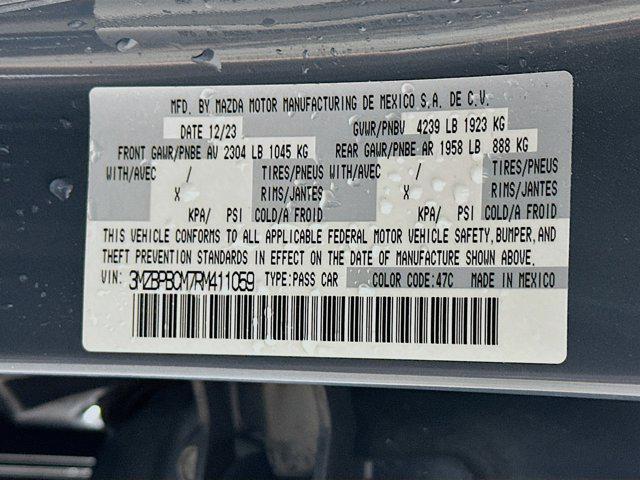 MFD. BY MAZDA MOTOR MANUFACTURING DE MEXICO S.A. DE C.V.
DATE 12/23 GVWR/PNBV 4239 LB 1923 KG
FRONT GAWR/PNBE AV 2304 LB 1045 KG REAR GAWR/PNBE AR 1958 LB 888 KG
WITH/AVEC / TIRES/PNEUS WITH/AVEC / TIRES/PNEUS
X RIMS/JANTES X RIMS/JANTES
KPA/ PSI COLD/A FROID KPA/ PSI COLD/A FROID
THIS VEHICLE CONFORMS TO ALL APPLICABLE FEDERAL MOTOR VEHICLE SAFETY, BUMPER, AND
THEFT PREVENTION STANDARDS IN EFFECT ON THE DATE OF MANUFACTURE SHOWN ABOVE.
VIN: 3MZBPBCM7RM411059 TYPE: PASS CAR COLOR CODE: 47C MADE IN MEXICO